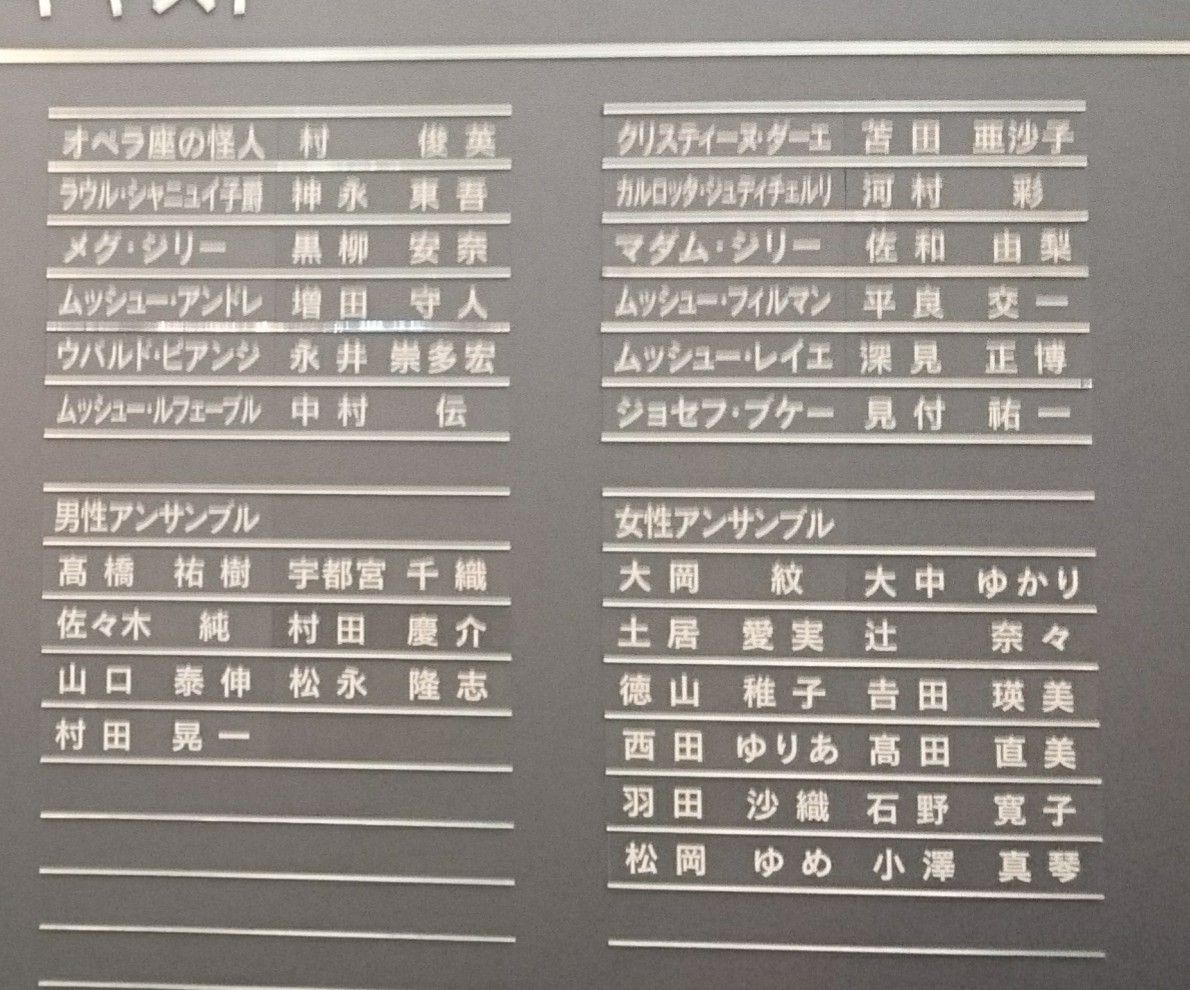 オペラ座の怪人 村 俊英
ラウル・シャニュイ子爵 神永 東吾
メグ・ジリー 黒柳 安奈
ムッシュー・アンドレ 増田 守人
ウバルド・ピアンジ 永井 崇多宏
ムッシュー・ルフェーブル 中村 伝
クリスティーヌ・ダーエ 苫田 亜沙子
カルロッタ・ジュディチェルリ 河村 彩
マダム・ジリー 佐和 由梨
ムッシュー・フィルマン 平良 交一
ムッシュー・レイエ 深見 正博
ジョセフ・ブケー 見付 祐一
男性アンサンブル
髙橋 祐樹 宇都宮 千織
佐々木 純 村田 慶介
山口 泰伸 松永 隆志
村田 晃一
女性アンサンブル
大岡 紋 大中 ゆかり
土居 愛実 辻 奈々
徳山 稚子 吉田 瑛美
西田 ゆりあ 髙田 直美
羽田 沙織 石野 寛子
松岡 ゆめ 小澤 真琴